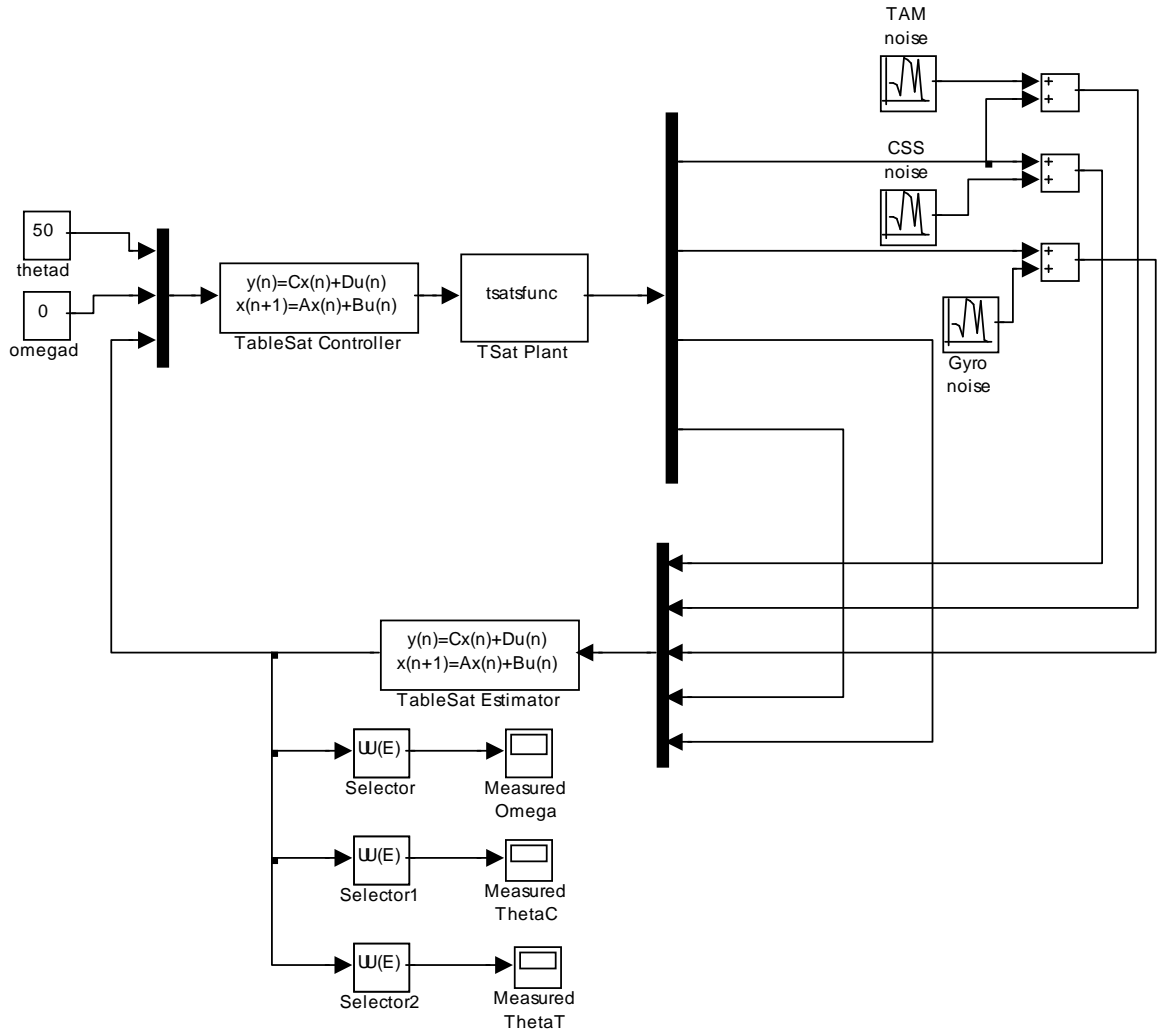 TAM
noise
+
+
CSS
noise
+
+
50
thetad
+
+
y(n)=Cx(n)+Du(n)
x(n+1)=Ax(n)+Bu(n)
TableSat Controller
tsatsfunc
TSat Plant
0
omegad
Gyro
noise
y(n)=Cx(n)+Du(n)
x(n+1)=Ax(n)+Bu(n)
TableSat Estimator
U(E)
Selector
Measured
Omega
U(E)
Selector1
Measured
ThetaC
U(E)
Selector2
Measured
ThetaT